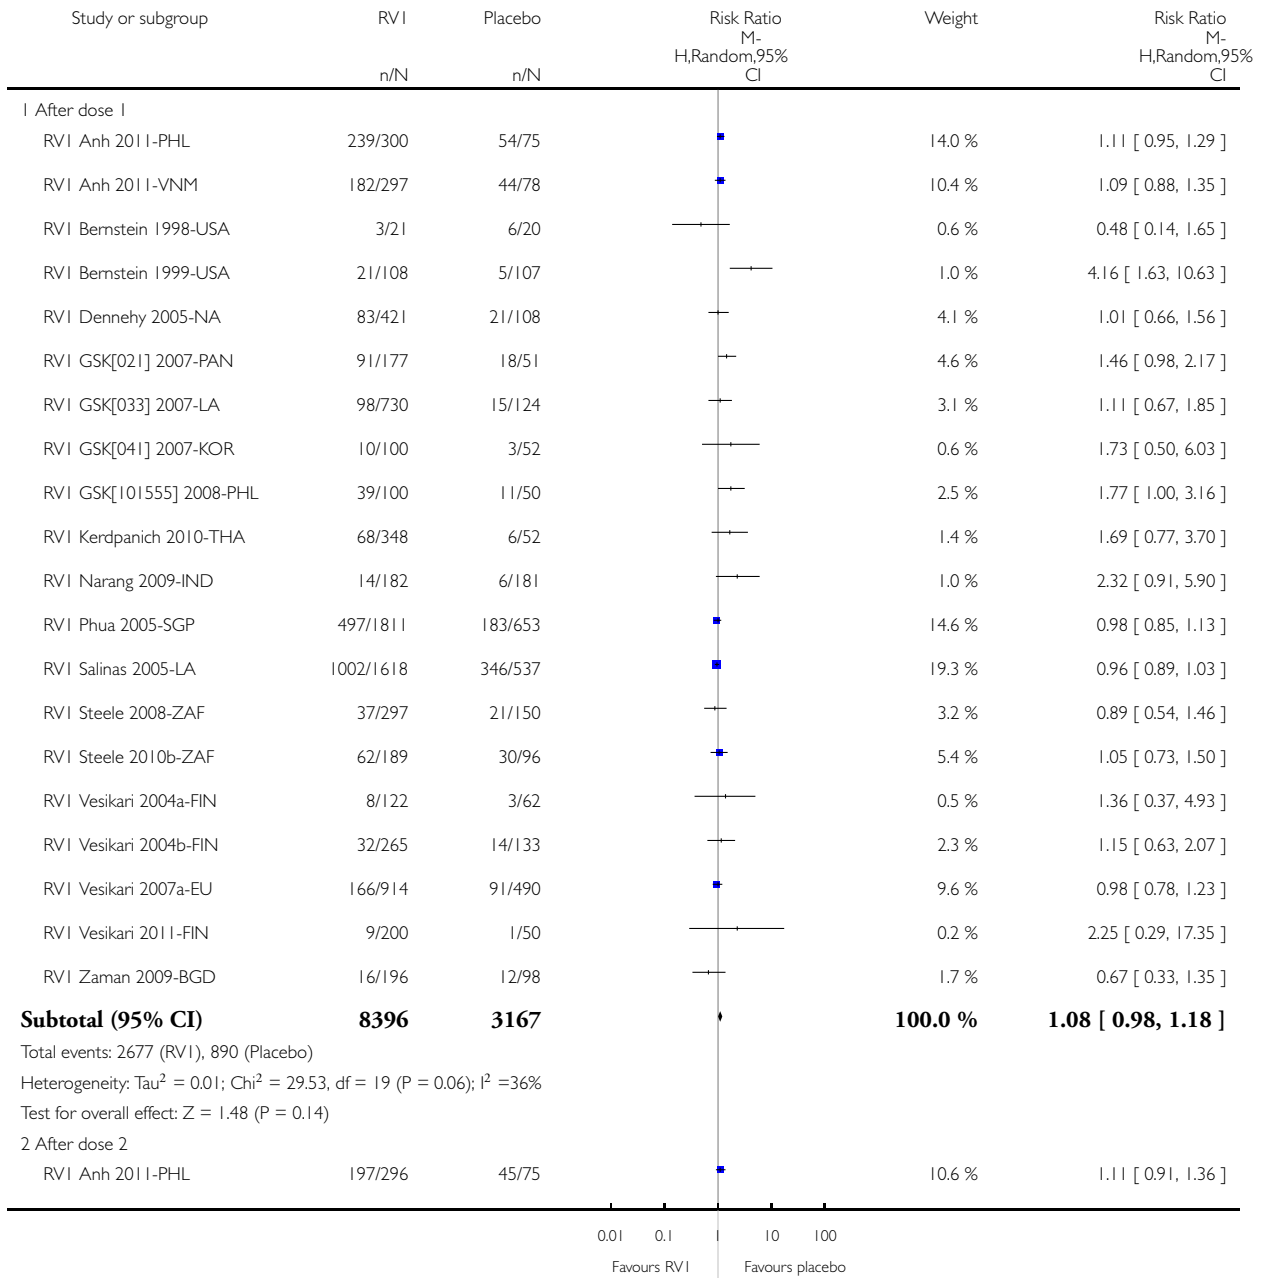 Study or subgroup RV1 Placebo Risk Ratio Weight Risk Ratio
M-H,Random,95% CI M-H,Random,95% CI
n/N n/N
1 After dose 1
RV1 Anh 2011-PHL 239/300 54/75 14.0 % 1.11 [ 0.95, 1.29 ]
RV1 Anh 2011-VNM 182/297 44/78 10.4 % 1.09 [ 0.88, 1.35 ]
RV1 Bernstein 1998-USA 3/21 6/20 0.6 % 0.48 [ 0.14, 1.65 ]
RV1 Bernstein 1999-USA 21/108 5/107 1.0 % 4.16 [ 1.63, 10.63 ]
RV1 Dennehy 2005-NA 83/421 21/108 4.1 % 1.01 [ 0.66, 1.56 ]
RV1 GSK[021] 2007-PAN 91/177 18/51 4.6 % 1.46 [ 0.98, 2.17 ]
RV1 GSK[033] 2007-LA 98/730 15/124 3.1 % 1.11 [ 0.67, 1.85 ]
RV1 GSK[041] 2007-KOR 10/100 3/52 0.6 % 1.73 [ 0.50, 6.03 ]
RV1 GSK[101555] 2008-PHL 39/100 11/50 2.5 % 1.77 [ 1.00, 3.16 ]
RV1 Kerdpanich 2010-THA 68/348 6/52 1.4 % 1.69 [ 0.77, 3.70 ]
RV1 Narang 2009-IND 14/182 6/181 1.0 % 2.32 [ 0.91, 5.90 ]
RV1 Phua 2005-SGP 497/1811 183/653 14.6 % 0.98 [ 0.85, 1.13 ]
RV1 Salinas 2005-LA 1002/1618 346/537 19.3 % 0.96 [ 0.89, 1.03 ]
RV1 Steele 2008-ZAF 37/297 21/150 3.2 % 0.89 [ 0.54, 1.46 ]
RV1 Steele 2010b-ZAF 62/189 30/96 5.4 % 1.05 [ 0.73, 1.50 ]
RV1 Vesikari 2004a-FIN 8/122 3/62 0.5 % 1.36 [ 0.37, 4.93 ]
RV1 Vesikari 2004b-FIN 32/265 14/133 2.3 % 1.15 [ 0.63, 2.07 ]
RV1 Vesikari 2007a-EU 166/914 91/490 9.6 % 0.98 [ 0.78, 1.23 ]
RV1 Vesikari 2011-FIN 9/200 1/50 0.2 % 2.25 [ 0.29, 17.35 ]
RV1 Zaman 2009-BGD 16/196 12/98 1.7 % 0.67 [ 0.33, 1.35 ]
Subtotal (95% CI) 8396 3167 100.0 % 1.08 [ 0.98, 1.18 ]
Total events: 2677 (RV1), 890 (Placebo)
Heterogeneity: Tau² = 0.01; Chi² = 29.53, df = 19 (P = 0.06); I² =36%
Test for overall effect: Z = 1.48 (P = 0.14)
2 After dose 2
RV1 Anh 2011-PHL 197/296 45/75 10.6 % 1.11 [ 0.91, 1.36 ]
0.01 0.1 1 10 100
Favours RV1 Favours placebo